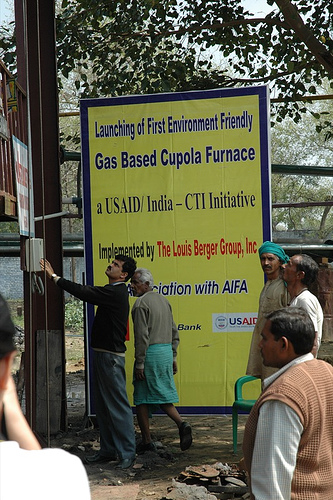 Launching of First Environment Friendly
Gas Based Cupola Furnace
a USAID/ India – CTI Initiative
Implemented by The Louis Berger Group, Inc
ciation with AIFA
Bank
USAID